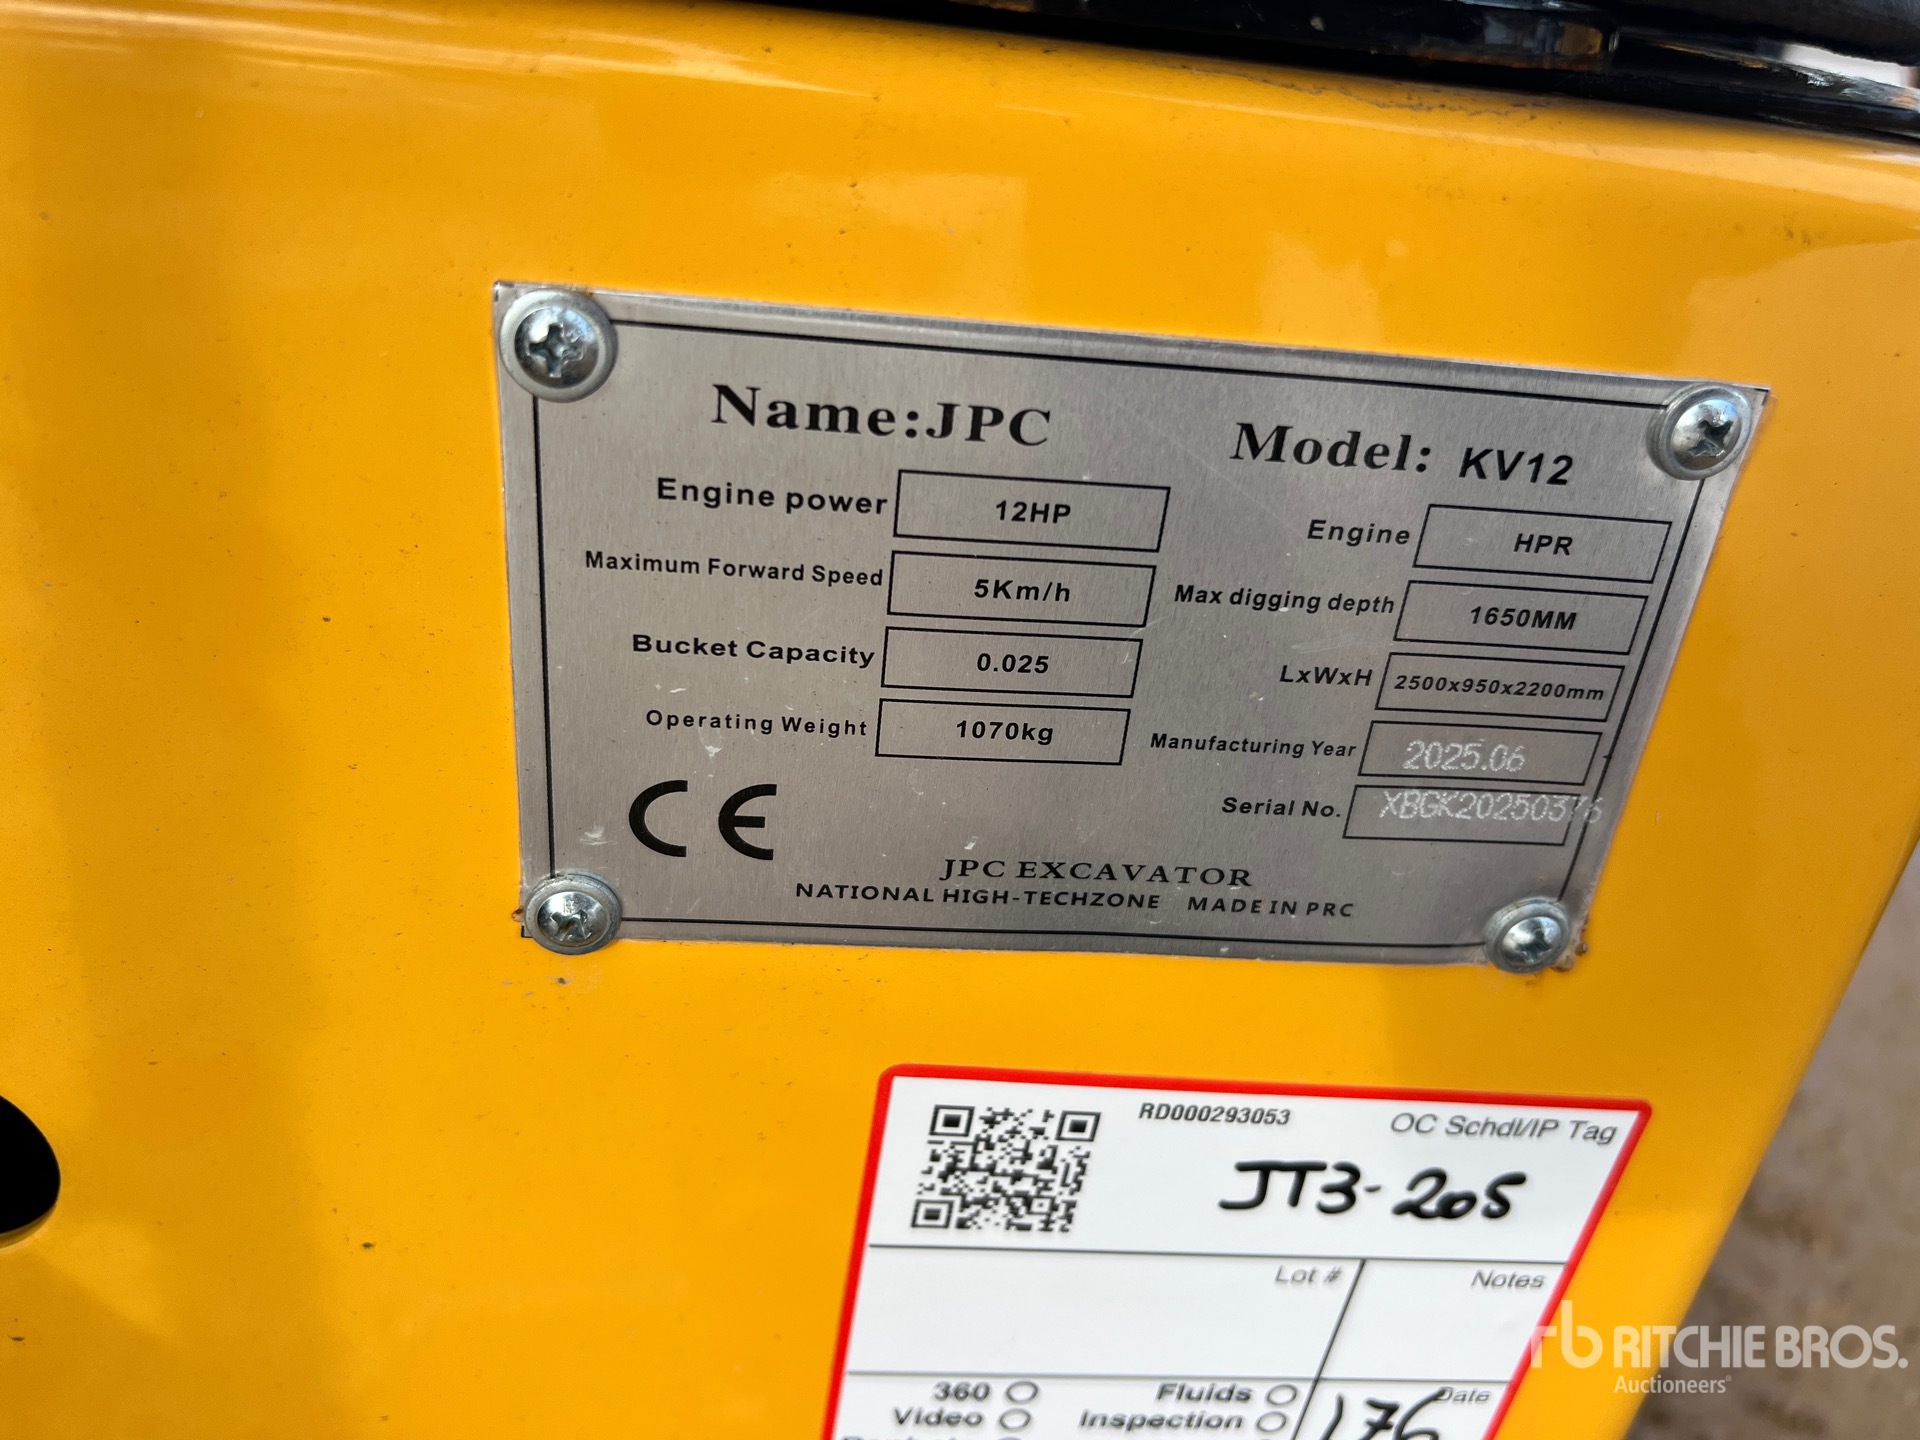 Name:JPC Model: KV12
Engine power 12HP Engine HPR
Maximum Forward Speed 5Km/h Max digging depth 1650MM
Bucket Capacity 0.025 LxWxH 2500x950x2200mm
Operating Weight 1070kg Manufacturing Year 2025.06
Serial No. XBGK20250376
CE
JPC EXCAVATOR
NATIONAL HIGH-TECHZONE MADE IN PRC
RD000293053 OC Schdl/IP Tag
JT3-205
Lot # Notes
360 Fluids Date
Video Inspection 176
rb RITCHIE BROS.
Auctioneers